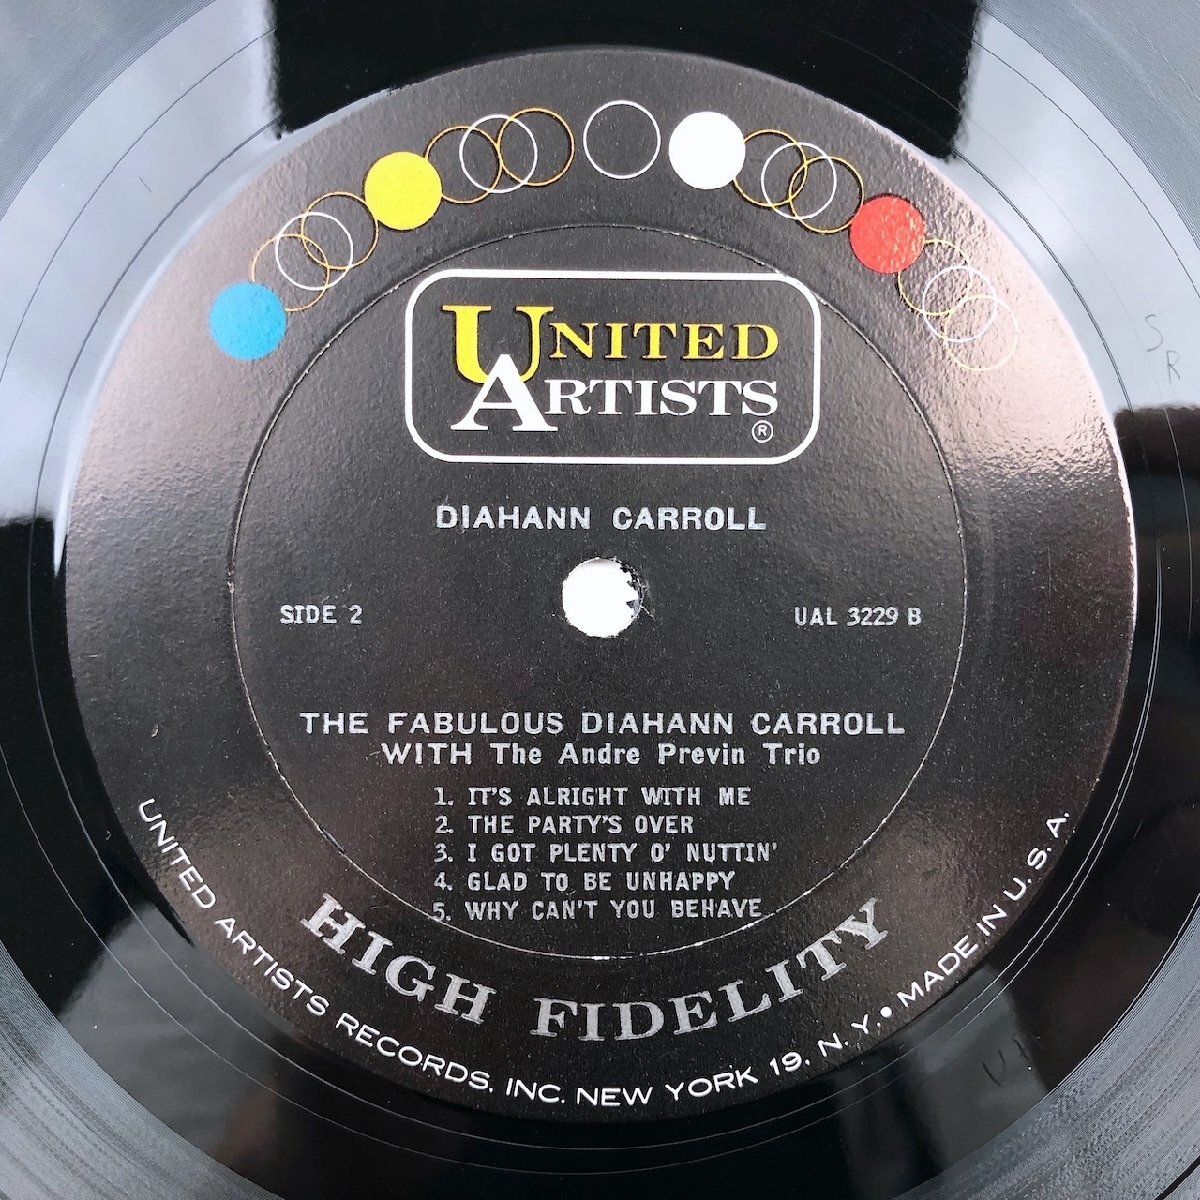 UNITED
ARTISTS
®
DIAHANN CARROLL
SIDE 2
UAL 3229 B
THE FABULOUS DIAHANN CARROLL
WITH The Andre Previn Trio
1. IT'S ALRIGHT WITH ME
2. THE PARTY'S OVER
3. I GOT PLENTY O' NUTTIN'
4. GLAD TO BE UNHAPPY
5. WHY CAN'T YOU BEHAVE
HIGH FIDELITY
UNITED ARTISTS RECORDS, INC. NEW YORK 19, N. Y. • MADE IN U. S. A.
SR